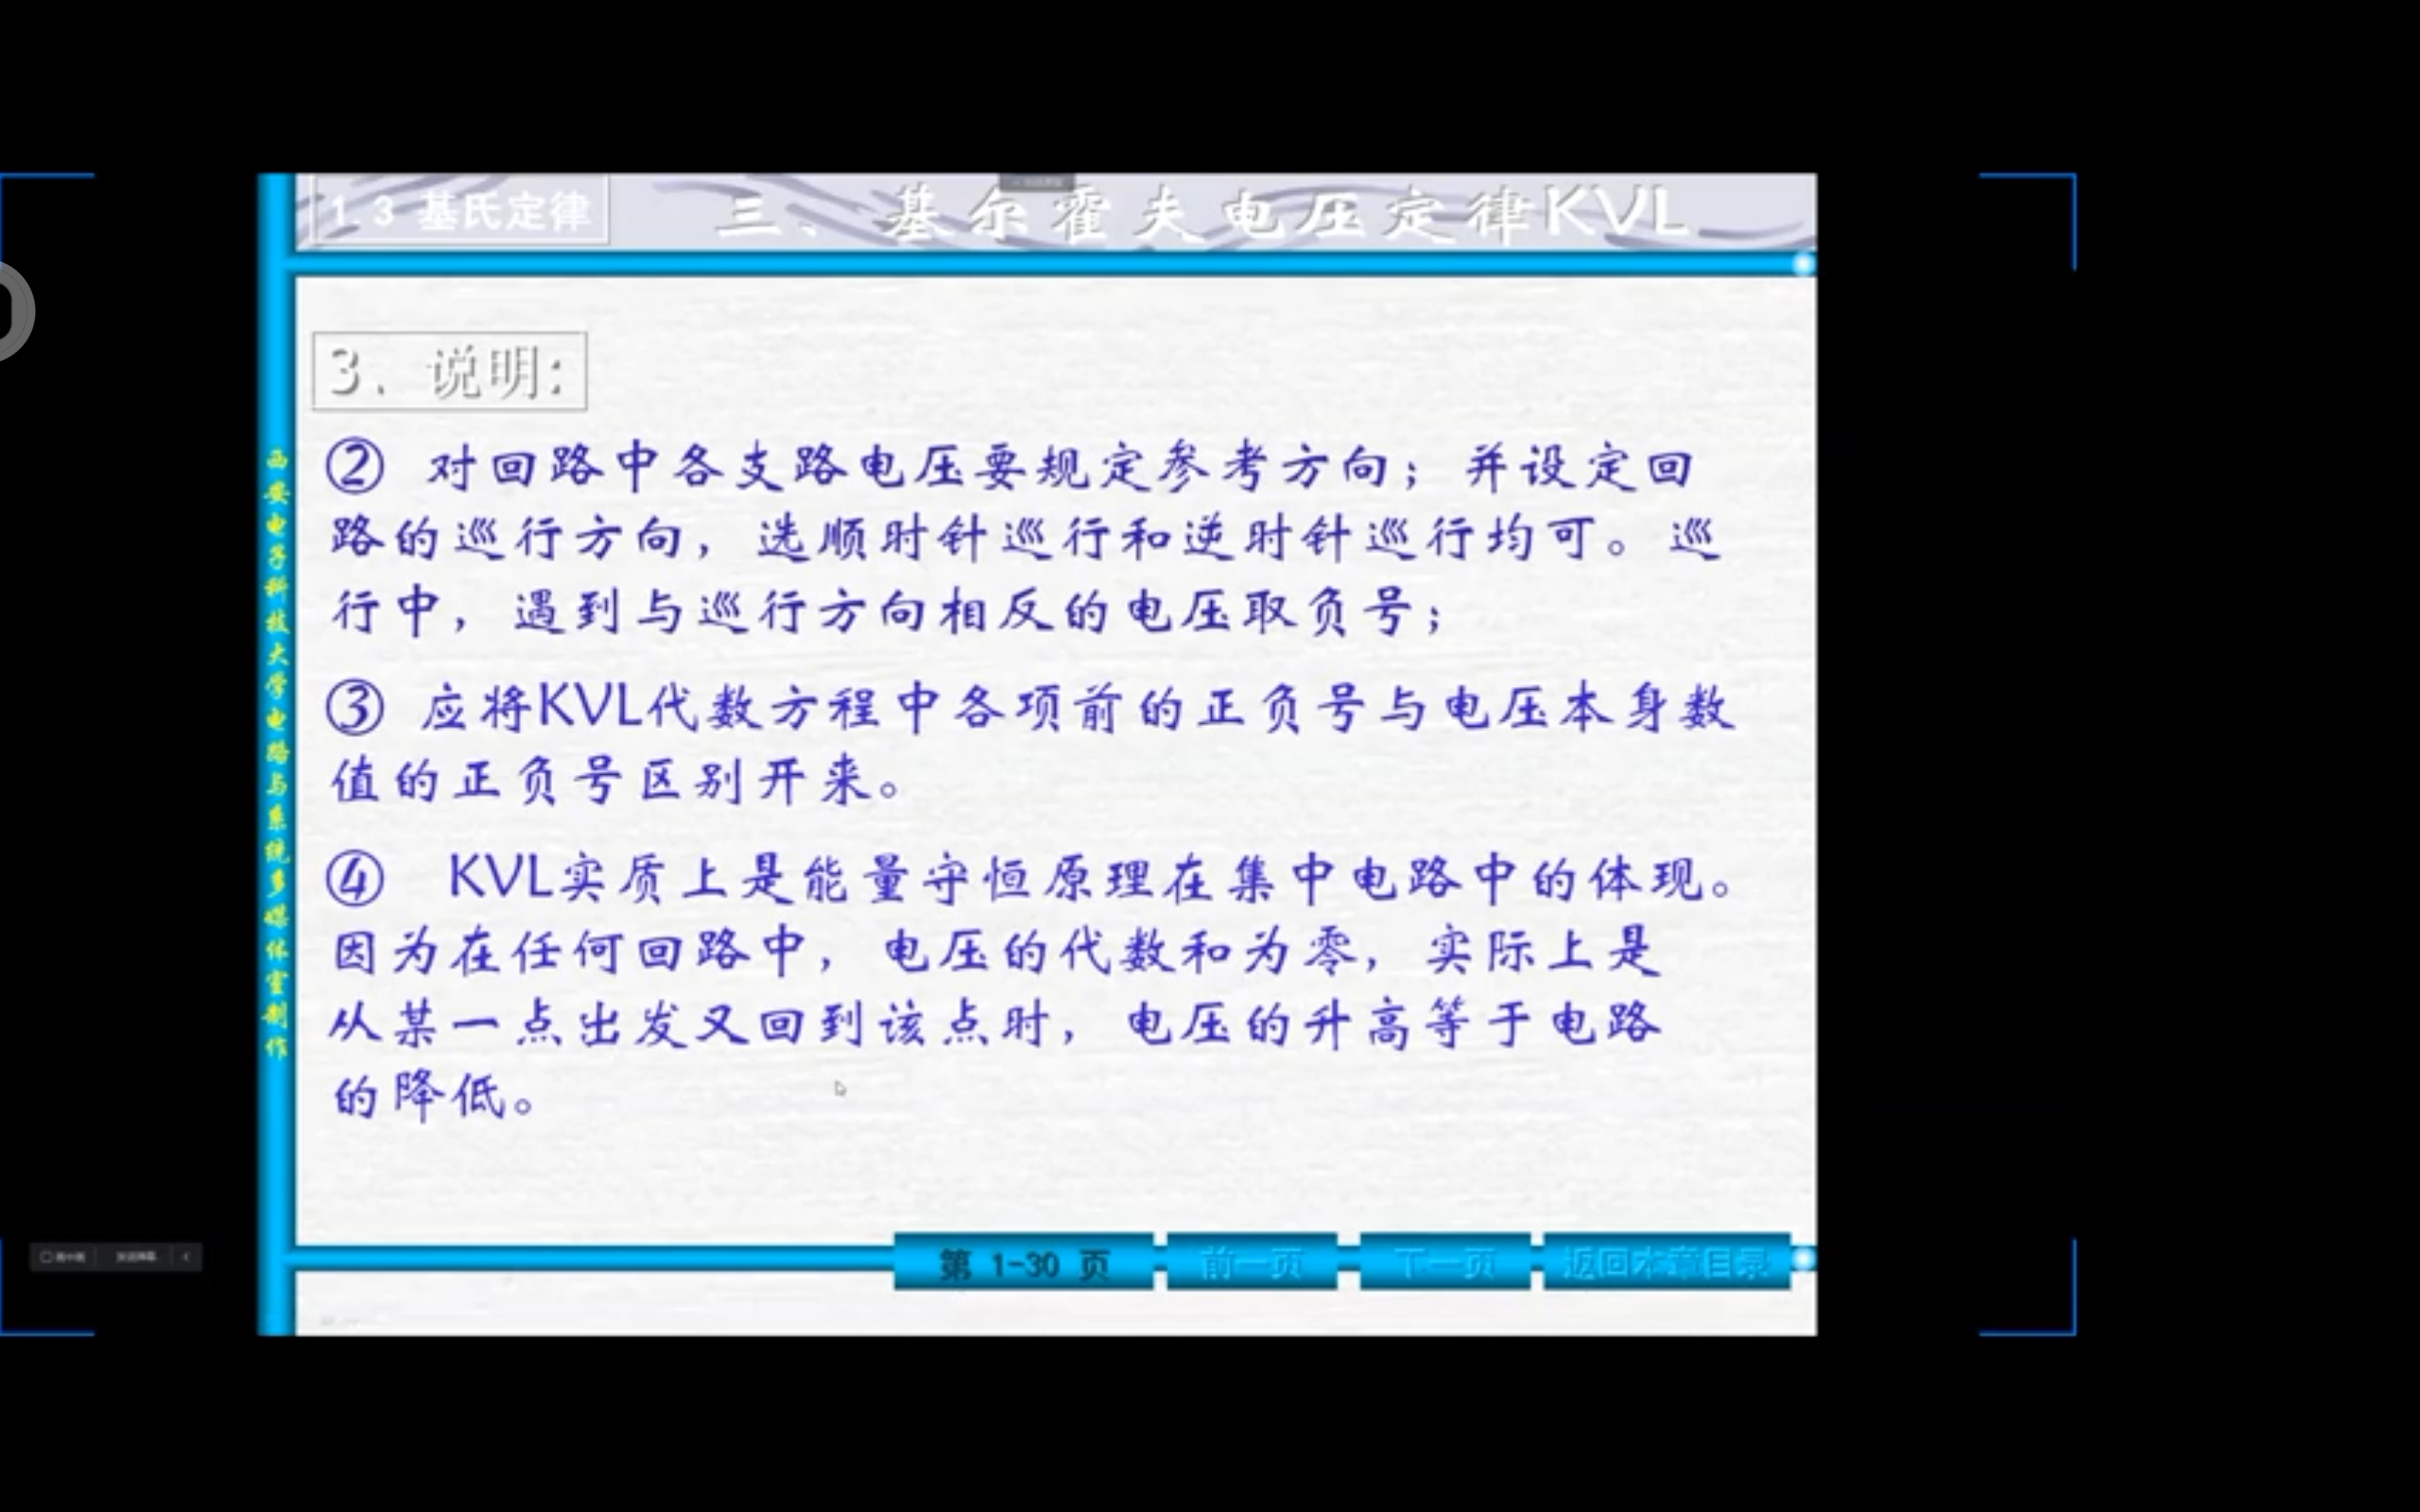 1.3 基氏定律
三、基尔霍夫电压定律KVL
3. 说明:
② 对回路中各支路电压要规定参考方向；并设定回
路的巡行方向，选顺时针巡行和逆时针巡行均可。巡
行中，遇到与巡行方向相反的电压取负号；
③ 应将KVL代数方程中各项前的正负号与电压本身数
值的正负号区别开来。
④ KVL实质上是能量守恒原理在集中电路中的体现。
因为在任何回路中，电压的代数和为零，实际上是
从某一点出发又回到该点时，电压的升高等于电路
的降低。
西安电子科技大学电路与系统多媒体室制作
第 1-30 页
前一页
下一页
返回本章目录